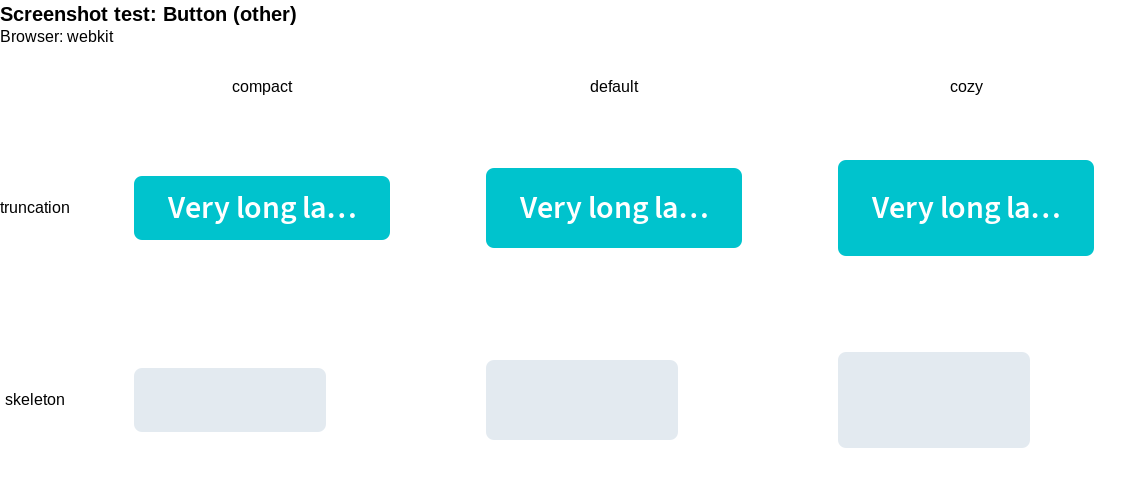 Screenshot test: Button (other)
Browser: webkit
compact default cozy
truncation Very long la... Very long la... Very long la...
skeleton